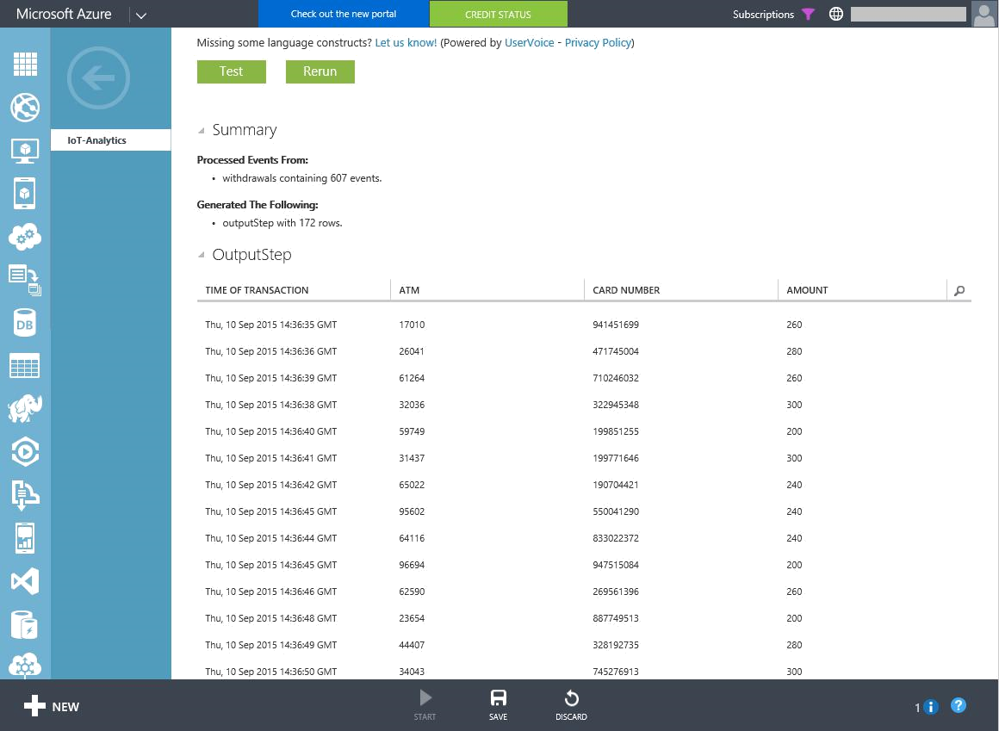 Microsoft Azure
Check out the new portal
CREDIT STATUS
Subscriptions
Missing some language constructs? Let us know! (Powered by UserVoice - Privacy Policy)
Test
Rerun
IoT-Analytics
Summary
Processed Events From:
• withdrawals containing 607 events.
Generated The Following:
• outputStep with 172 rows.
OutputStep
TIME OF TRANSACTION ATM CARD NUMBER AMOUNT
Thu, 10 Sep 2015 14:36:35 GMT 17010 941451699 260
Thu, 10 Sep 2015 14:36:36 GMT 26041 471745004 280
Thu, 10 Sep 2015 14:36:39 GMT 61264 710246032 260
Thu, 10 Sep 2015 14:36:38 GMT 32036 322945348 300
Thu, 10 Sep 2015 14:36:40 GMT 59749 199851255 200
Thu, 10 Sep 2015 14:36:41 GMT 31437 199771646 300
Thu, 10 Sep 2015 14:36:42 GMT 65022 190704421 240
Thu, 10 Sep 2015 14:36:45 GMT 95602 550041290 240
Thu, 10 Sep 2015 14:36:44 GMT 64116 833022372 240
Thu, 10 Sep 2015 14:36:45 GMT 96694 947515084 200
Thu, 10 Sep 2015 14:36:46 GMT 62590 269561396 260
Thu, 10 Sep 2015 14:36:48 GMT 23654 887749513 200
Thu, 10 Sep 2015 14:36:49 GMT 44407 328192735 280
Thu, 10 Sep 2015 14:36:50 GMT 34043 745276913 300
DB
NEW
START
SAVE
DISCARD
1 i ?